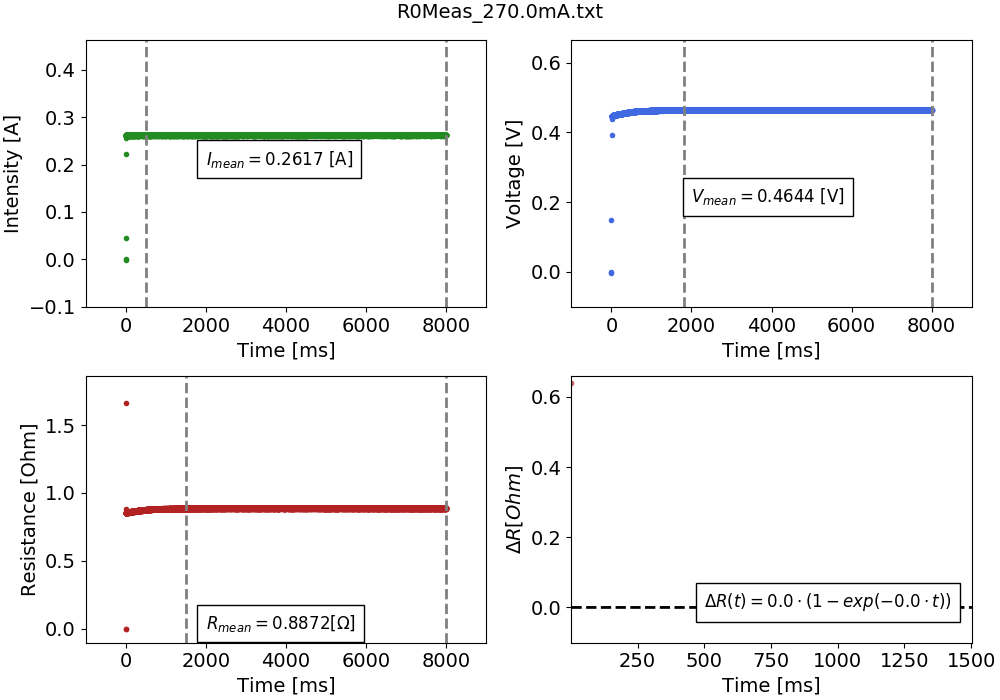 R0Meas_270.0mA.txt
Intensity [A]
0.4
0.3
0.2
0.1
0.0
−0.1
I_mean = 0.2617 [A]
0 2000 4000 6000 8000
Time [ms]
Voltage [V]
0.6
0.4
0.2
0.0
V_mean = 0.4644 [V]
0 2000 4000 6000 8000
Time [ms]
Resistance [Ohm]
1.5
1.0
0.5
0.0
R_mean = 0.8872[Ω]
0 2000 4000 6000 8000
Time [ms]
ΔR[Ohm]
0.6
0.4
0.2
0.0
ΔR(t) = 0.0 · (1 − exp(−0.0 · t))
250 500 750 1000 1250 1500
Time [ms]